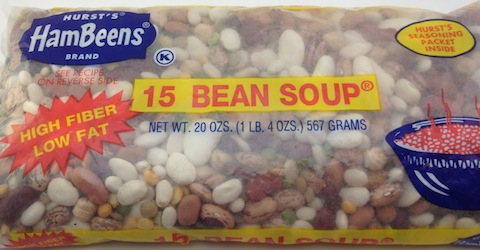 HURST'S®
HamBeens®
BRAND
K
SEE RECIPE
ON REVERSE SIDE
HURST'S
SEASONING
PACKET
INSIDE
15 BEAN SOUP®
HIGH FIBER
LOW FAT
NET WT. 20 OZS. (1 LB. 4 OZS.) 567 GRAMS
15 BEAN SOUP®